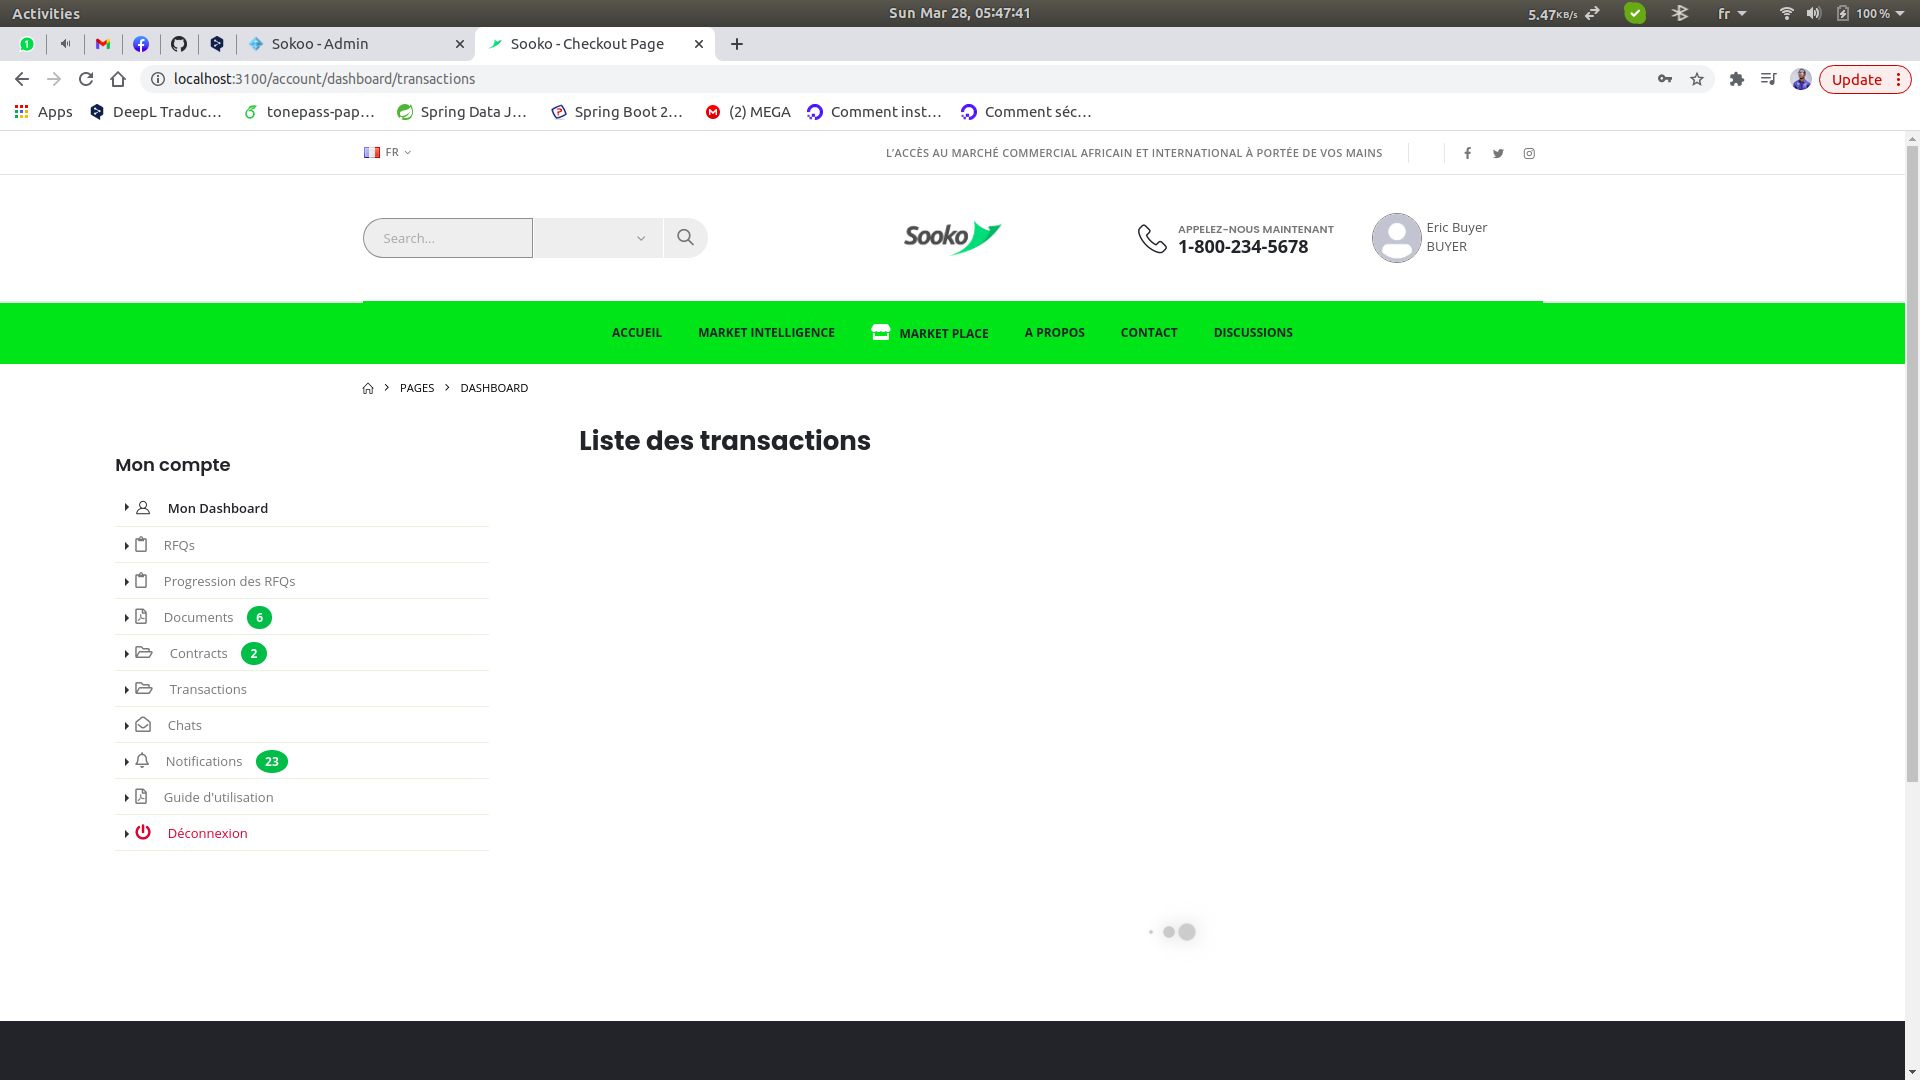 Activities
Sun Mar 28, 05:47:41
5.47KB/s
fr
100 %
1
Sokoo - Admin
Sooko - Checkout Page
localhost:3100/account/dashboard/transactions
Update
Apps
DeepL Traduc…
tonepass-pap…
Spring Data J…
Spring Boot 2…
(2) MEGA
Comment inst…
Comment séc…
FR
L'ACCÈS AU MARCHÉ COMMERCIAL AFRICAIN ET INTERNATIONAL À PORTÉE DE VOS MAINS
Search...
Sooko
APPELEZ-NOUS MAINTENANT
1-800-234-5678
Eric Buyer
BUYER
ACCUEIL
MARKET INTELLIGENCE
MARKET PLACE
A PROPOS
CONTACT
DISCUSSIONS
PAGES
DASHBOARD
Liste des transactions
Mon compte
Mon Dashboard
RFQs
Progression des RFQs
Documents 6
Contracts 2
Transactions
Chats
Notifications 23
Guide d'utilisation
Déconnexion